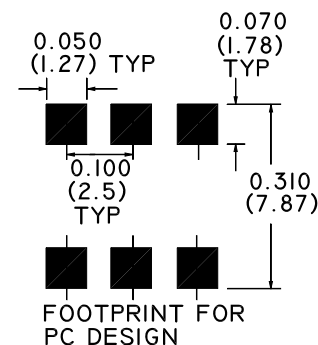 0.050
(1.27) TYP
0.070
(1.78)
TYP
0.100
(2.5)
TYP
0.310
(7.87)
FOOTPRINT FOR
PC DESIGN